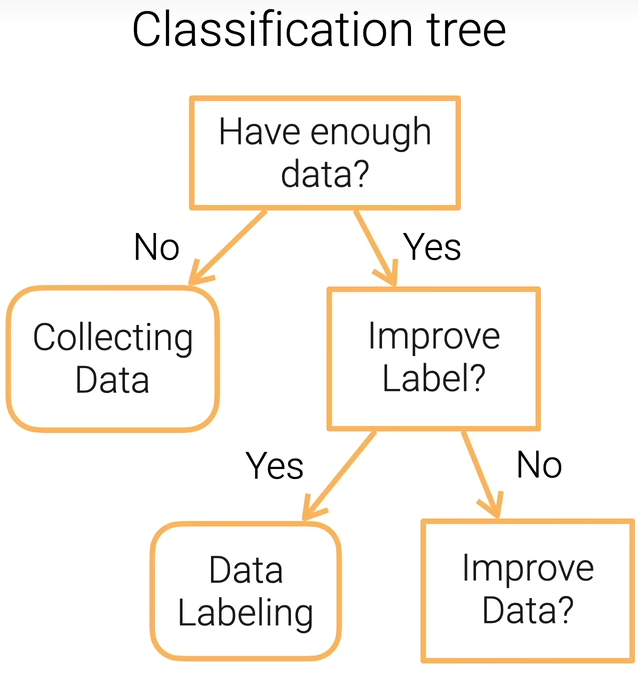 Classification tree
Have enough
data?
No
Yes
Collecting
Data
Improve
Label?
Yes
No
Data
Labeling
Improve
Data?